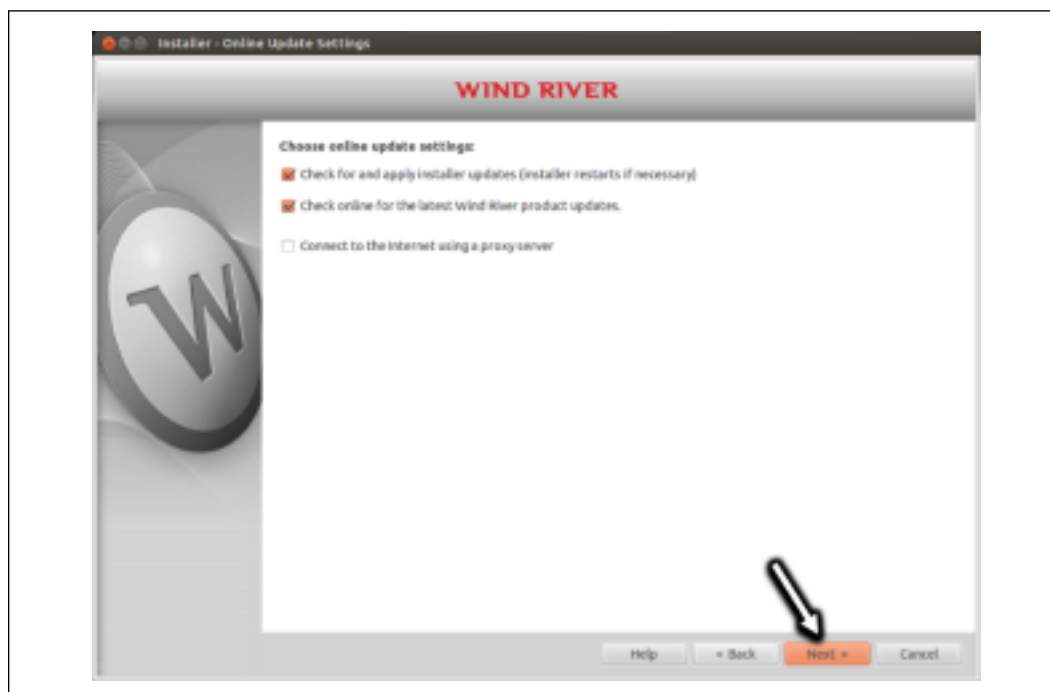 Installer - Online Update Settings
WIND RIVER
Choose online update settings:
Check for and apply installer updates (installer restarts if necessary)
Check online for the latest Wind River product updates.
Connect to the Internet using a proxy server
W
Help
< Back
Next >
Cancel